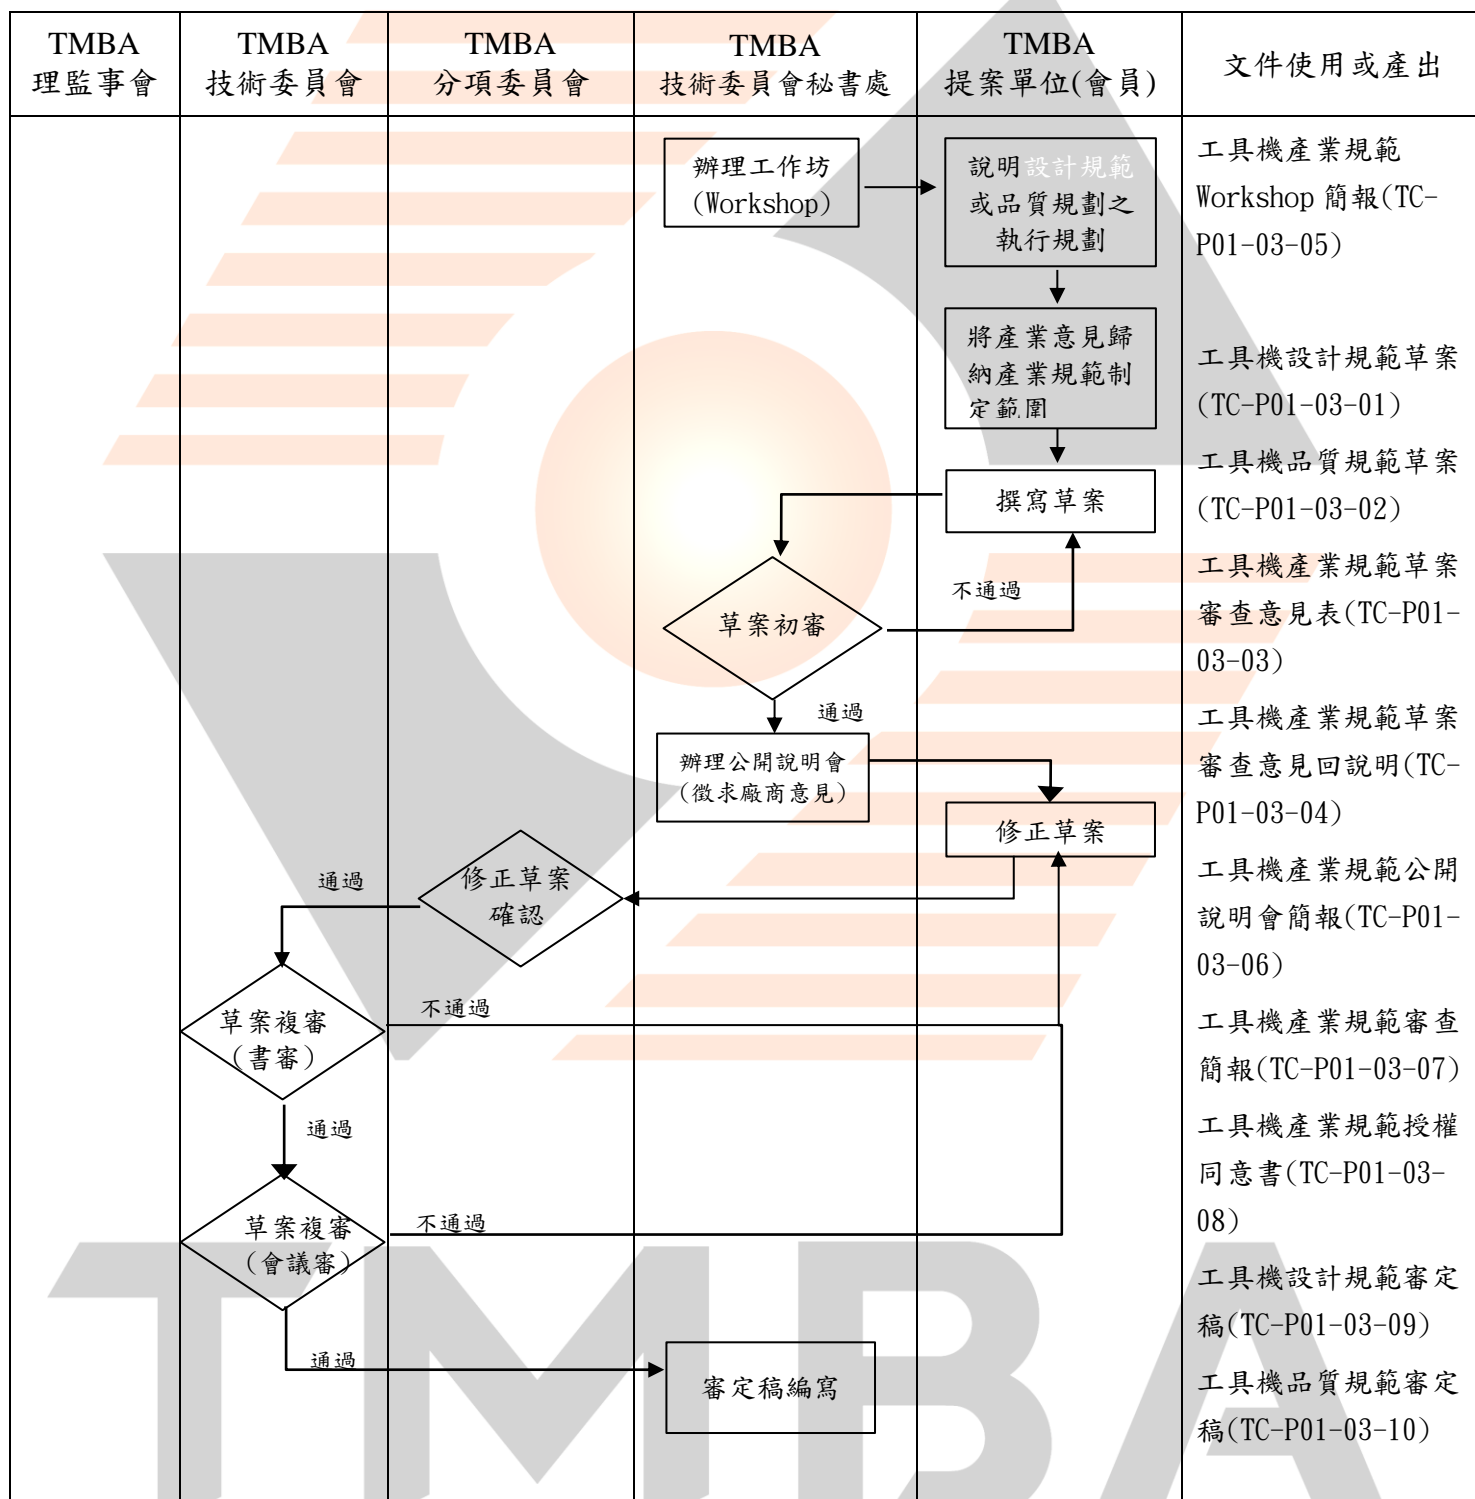 TMBA
理監事會
TMBA
技術委員會
TMBA
分項委員會
TMBA
技術委員會秘書處
TMBA
提案單位(會員)
文件使用或產出
辦理工作坊
(Workshop)
說明設計規範
或品質規劃之
執行規劃
將產業意見歸
納產業規範制
定範圍
撰寫草案
不通過
草案初審
通過
辦理公開說明會
(徵求廠商意見)
修正草案
修正草案
確認
通過
草案複審
(書審)
不通過
通過
草案複審
(會議審)
不通過
通過
審定稿編寫
工具機產業規範
Workshop 簡報(TC-
P01-03-05)
工具機設計規範草案
(TC-P01-03-01)
工具機品質規範草案
(TC-P01-03-02)
工具機產業規範草案
審查意見表(TC-P01-
03-03)
工具機產業規範草案
審查意見回說明(TC-
P01-03-04)
工具機產業規範公開
說明會簡報(TC-P01-
03-06)
工具機產業規範審查
簡報(TC-P01-03-07)
工具機產業規範授權
同意書(TC-P01-03-
08)
工具機設計規範審定
稿(TC-P01-03-09)
工具機品質規範審定
稿(TC-P01-03-10)
TMBA